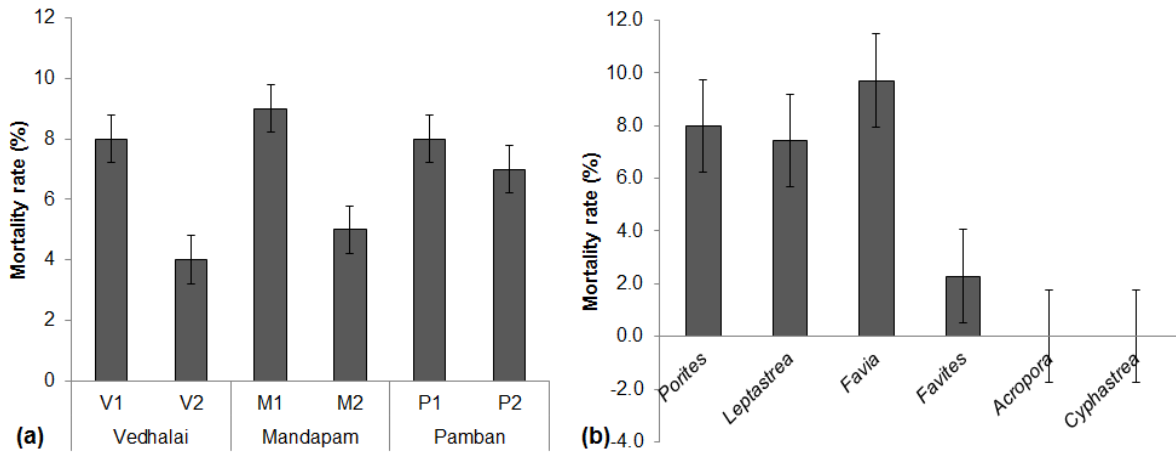 12
10
8
6
4
2
0
Mortality rate (%)
V1 V2 M1 M2 P1 P2
Vedhalai Mandapam Pamban
(a)
12.0
10.0
8.0
6.0
4.0
2.0
0.0
-2.0
-4.0
Mortality rate (%)
Porites Leptastrea Favia Favites Acropora Cyphastrea
(b)